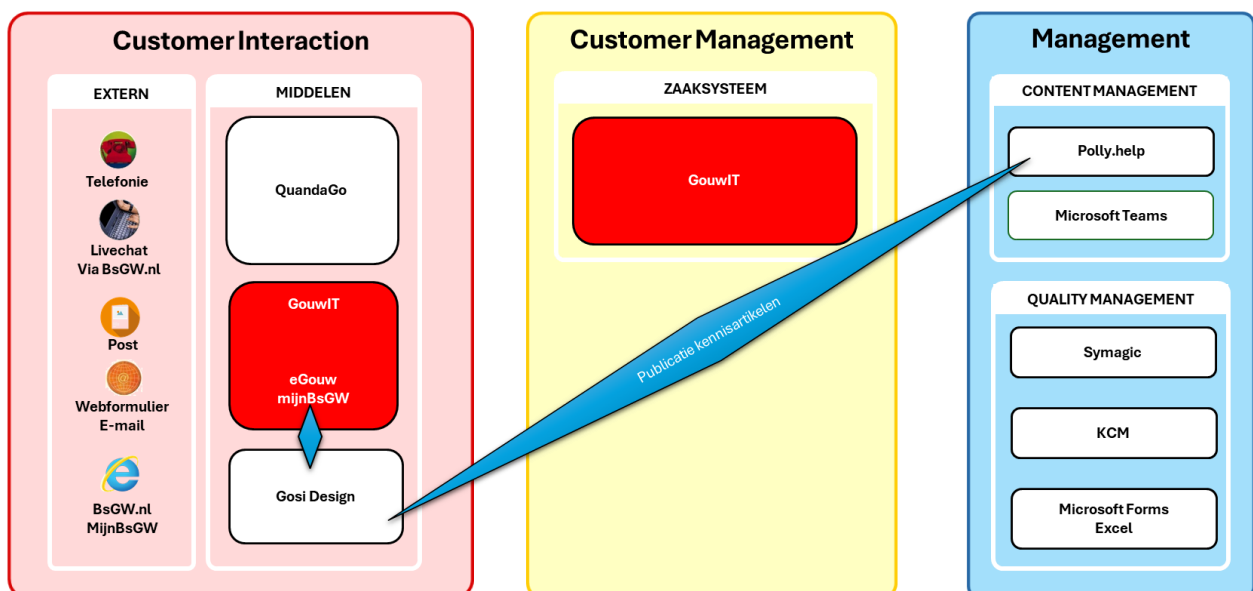 Customer Interaction
EXTERN
Telefonie
Livechat
Via BsGW.nl
Post
Webformulier
E-mail
BsGW.nl
MijnBsGW
MIDDELEN
QuandaGo
GouwIT
eGouw
mijnBsGW
Gosi Design
Customer Management
ZAAKSYSTEEM
GouwIT
Publicatie kennisartikelen
Management
CONTENT MANAGEMENT
Polly.help
Microsoft Teams
QUALITY MANAGEMENT
Symagic
KCM
Microsoft Forms
Excel